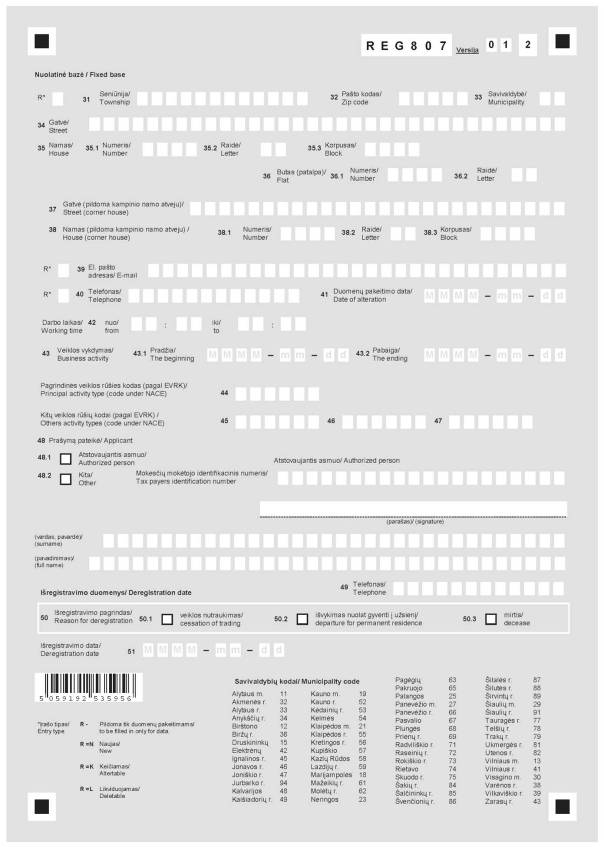 REG807 Versija 01 2
Nuolatinė bazė / Fixed base
R* 31 Seniūnija/ Township 32 Pašto kodas/ Zip code 33 Savivaldybė/ Municipality
34 Gatvė/ Street
35 Namas/ House 35.1 Numeris/ Number 35.2 Raidė/ Letter 35.3 Korpusas/ Block
36 Butas (patalpa)/ Flat 36.1 Numeris/ Number 36.2 Raidė/ Letter
37 Gatvė (pildoma kampinio namo atveju)/ Street (corner house)
38 Namas (pildoma kampinio namo atveju) / House (corner house) 38.1 Numeris/ Number 38.2 Raidė/ Letter 38.3 Korpusas/ Block
R* 39 El. pašto adresas/ E-mail
R* 40 Telefonas/ Telephone 41 Duomenų pakeitimo data/ Date of alteration M M M M – m m – d d
Darbo laikas/ Working time 42 nuo/ from : iki/ to :
43 Veiklos vykdymas/ Business activity 43.1 Pradžia/ The beginning M M M M – m m – d d 43.2 Pabaiga/ The ending M M M M – m m – d d
Pagrindinės veiklos rūšies kodas (pagal EVRK)/ Principal activity type (code under NACE) 44
Kitų veiklos rūšių kodai (pagal EVRK) / Others activity types (code under NACE) 45 46 47
48 Prašymą pateikė/ Applicant
48.1 Atstovaujantis asmuo/ Authorized person Atstovaujantis asmuo/ Authorized person
48.2 Kita/ Other Mokesčių mokėtojo identifikacinis numeris/ Tax payers identification number
(parašas)/ (signature)
(vardas, pavardė)/ (surname)
(pavadinimas)/ (full name)
49 Telefonas/ Telephone
Išregistravimo duomenys/ Deregistration date
50 Išregistravimo pagrindas/ Reason for deregistration 50.1 veiklos nutraukimas/ cessation of trading 50.2 išvykimas nuolat gyventi į užsienį/ departure for permanent residence 50.3 mirtis/ decease
Išregistravimo data/ Deregistration date 51 M M M M – m m – d d
5 059192 535956
*Įrašo tipas/ Entry type
R - Pildoma tik duomenų pakeitimams/ to be filled in only for data
R =N Naujas/ New
R =K Keičiamas/ Alterable
R =L Likviduojamas/ Deletable
Savivaldybių kodai/ Municipality code
Alytaus m. 11
Akmenės r. 32
Alytaus r. 33
Anykščių r. 34
Birštono 12
Biržų r. 36
Druskininkų 15
Elektrėnų 42
Ignalinos r. 45
Jonavos r. 46
Joniškio r. 47
Jurbarko r. 94
Kalvarijos 48
Kaišiadorių r. 49
Kauno m. 19
Kauno r. 52
Kėdainių r. 53
Kelmės 54
Klaipėdos m. 21
Klaipėdos r. 55
Kretingos r. 56
Kupiškio 57
Kazlų Rūdos 58
Lazdijų r. 59
Marijampolės 18
Mažeikių r. 61
Molėtų r. 62
Neringos 23
Pagėgių 63
Pakruojo 65
Palangos 25
Panevėžio m. 27
Panevėžio r. 66
Pasvalio 67
Plungės 68
Prienų r. 69
Radviliškio r. 71
Raseinių r. 72
Rokiškio r. 73
Rietavo 74
Skuodo r. 75
Šakių r. 84
Šalčininkų r. 85
Švenčionių r. 86
Šilalės r. 87
Šilutės r. 88
Širvintų r. 89
Šiaulių m. 29
Šiaulių r. 91
Tauragės r. 77
Telšių r. 78
Trakų r. 79
Ukmergės r. 81
Utenos r. 82
Vilniaus m. 13
Vilniaus r. 41
Visagino m. 30
Varėnos r. 38
Vilkaviškio r. 39
Zarasų r. 43